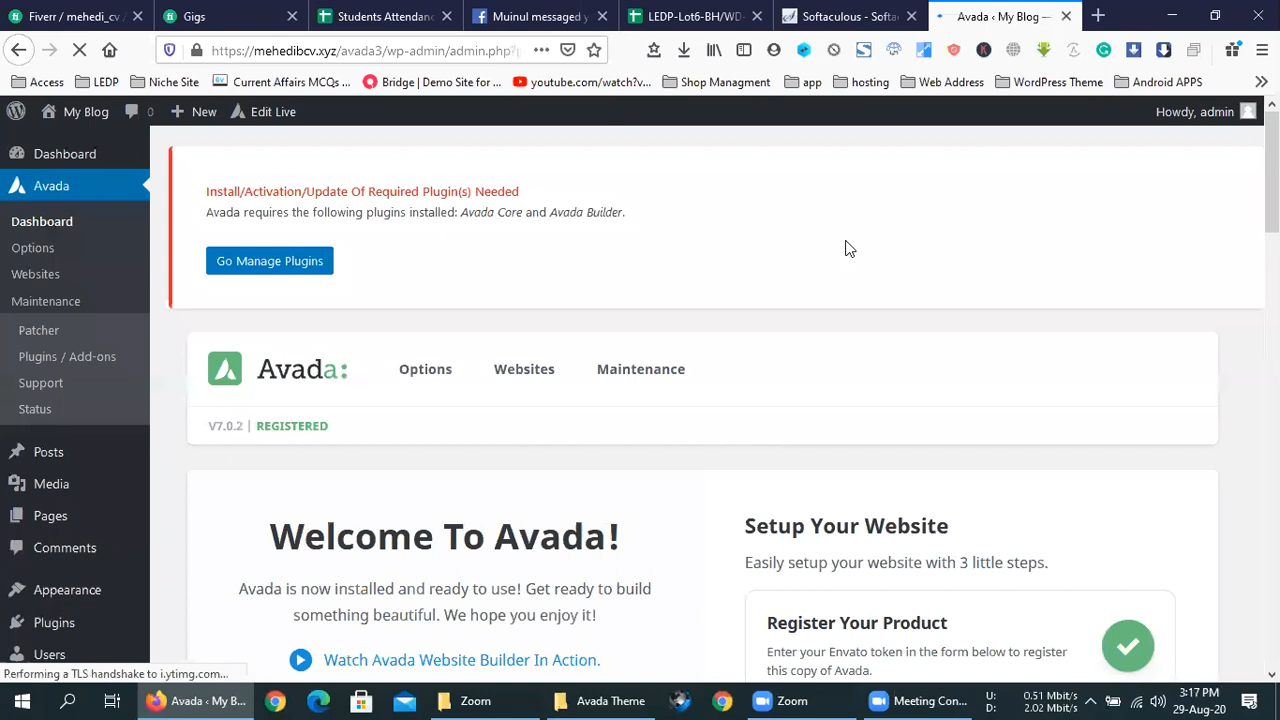 Fiverr / mehedi_cv
Gigs
Students Attendanc
Muinul messaged y
LEDP-Lot6-BH/WD-
Softaculous - Softa
Avada ‹ My Blog —
https://mehedibcv.xyz/avada3/wp-admin/admin.php?p
Access
LEDP
Niche Site
Current Affairs MCQs ...
Bridge | Demo Site for ...
youtube.com/watch?v...
Shop Managment
app
hosting
Web Address
WordPress Theme
Android APPS
My Blog
0
New
Edit Live
Howdy, admin
Dashboard
Avada
Dashboard
Options
Websites
Maintenance
Patcher
Plugins / Add-ons
Support
Status
Posts
Media
Pages
Comments
Appearance
Plugins
Users
Install/Activation/Update Of Required Plugin(s) Needed
Avada requires the following plugins installed: Avada Core and Avada Builder.
Go Manage Plugins
Avada:
Options
Websites
Maintenance
V7.0.2 | REGISTERED
Welcome To Avada!
Avada is now installed and ready to use! Get ready to build
something beautiful. We hope you enjoy it!
Watch Avada Website Builder In Action.
Setup Your Website
Easily setup your website with 3 little steps.
Register Your Product
Enter your Envato token in the form below to register
this copy of Avada.
Performing a TLS handshake to i.ytimg.com...
Avada ‹ My B...
Zoom
Avada Theme
Zoom
Meeting Con...
U: 0.51 Mbit/s
D: 2.02 Mbit/s
3:17 PM
29-Aug-20